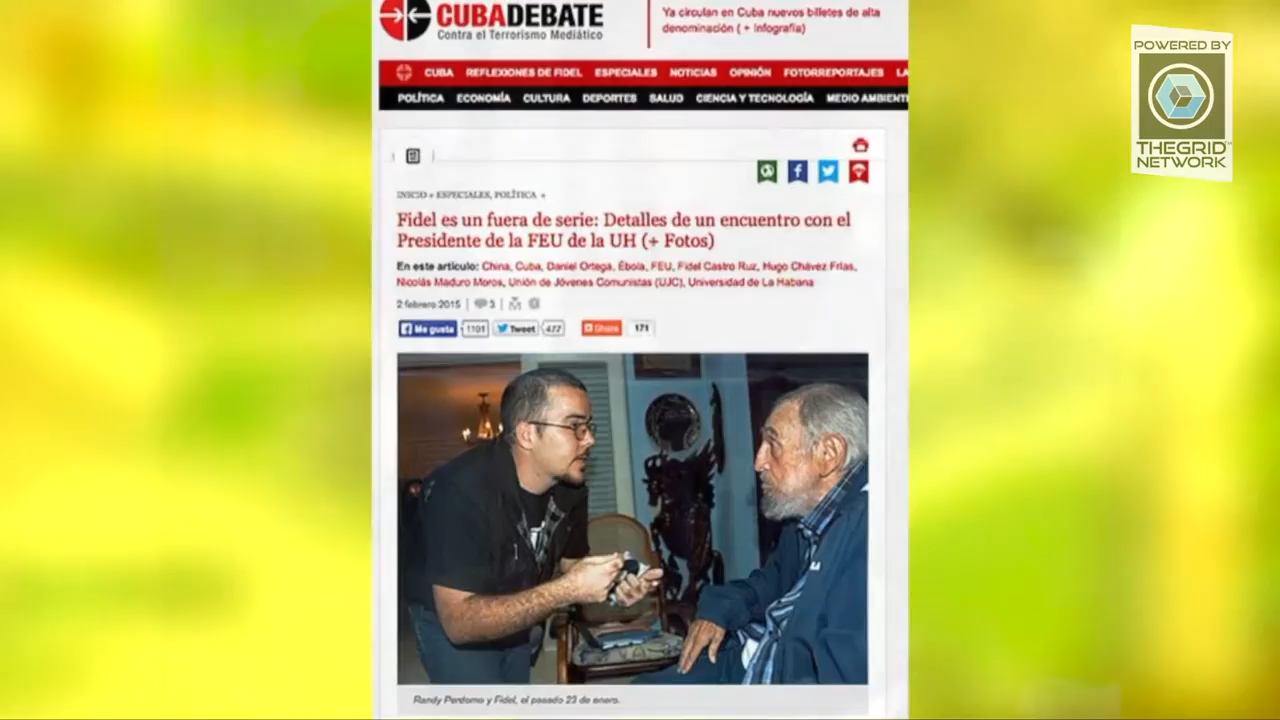 CUBADEBATE
Contra el Terrorismo Mediático
Ya circulan en Cuba nuevos billetes de alta
denominación ( + Infografía)
POWERED BY
THEGRID
NETWORK
CUBA REFLEXIONES DE FIDEL ESPECIALES NOTICIAS OPINIÓN FOTORREPORTAJES LA
POLÍTICA ECONOMÍA CULTURA DEPORTES SALUD CIENCIA Y TECNOLOGÍA MEDIO AMBIENT
INICIO » ESPECIALES, POLÍTICA »
Fidel es un fuera de serie: Detalles de un encuentro con el
Presidente de la FEU de la UH (+ Fotos)
En este artículo: China, Cuba, Daniel Ortega, Ébola, FEU, Fidel Castro Ruz, Hugo Chávez Frías,
Nicolás Maduro Moros, Unión de Jóvenes Comunistas (UJC), Universidad de La Habana
2 febrero 2015 | 3 |
Me gusta 1101 Tweet 477 Share 171
Randy Perdomo y Fidel, el pasado 23 de enero.